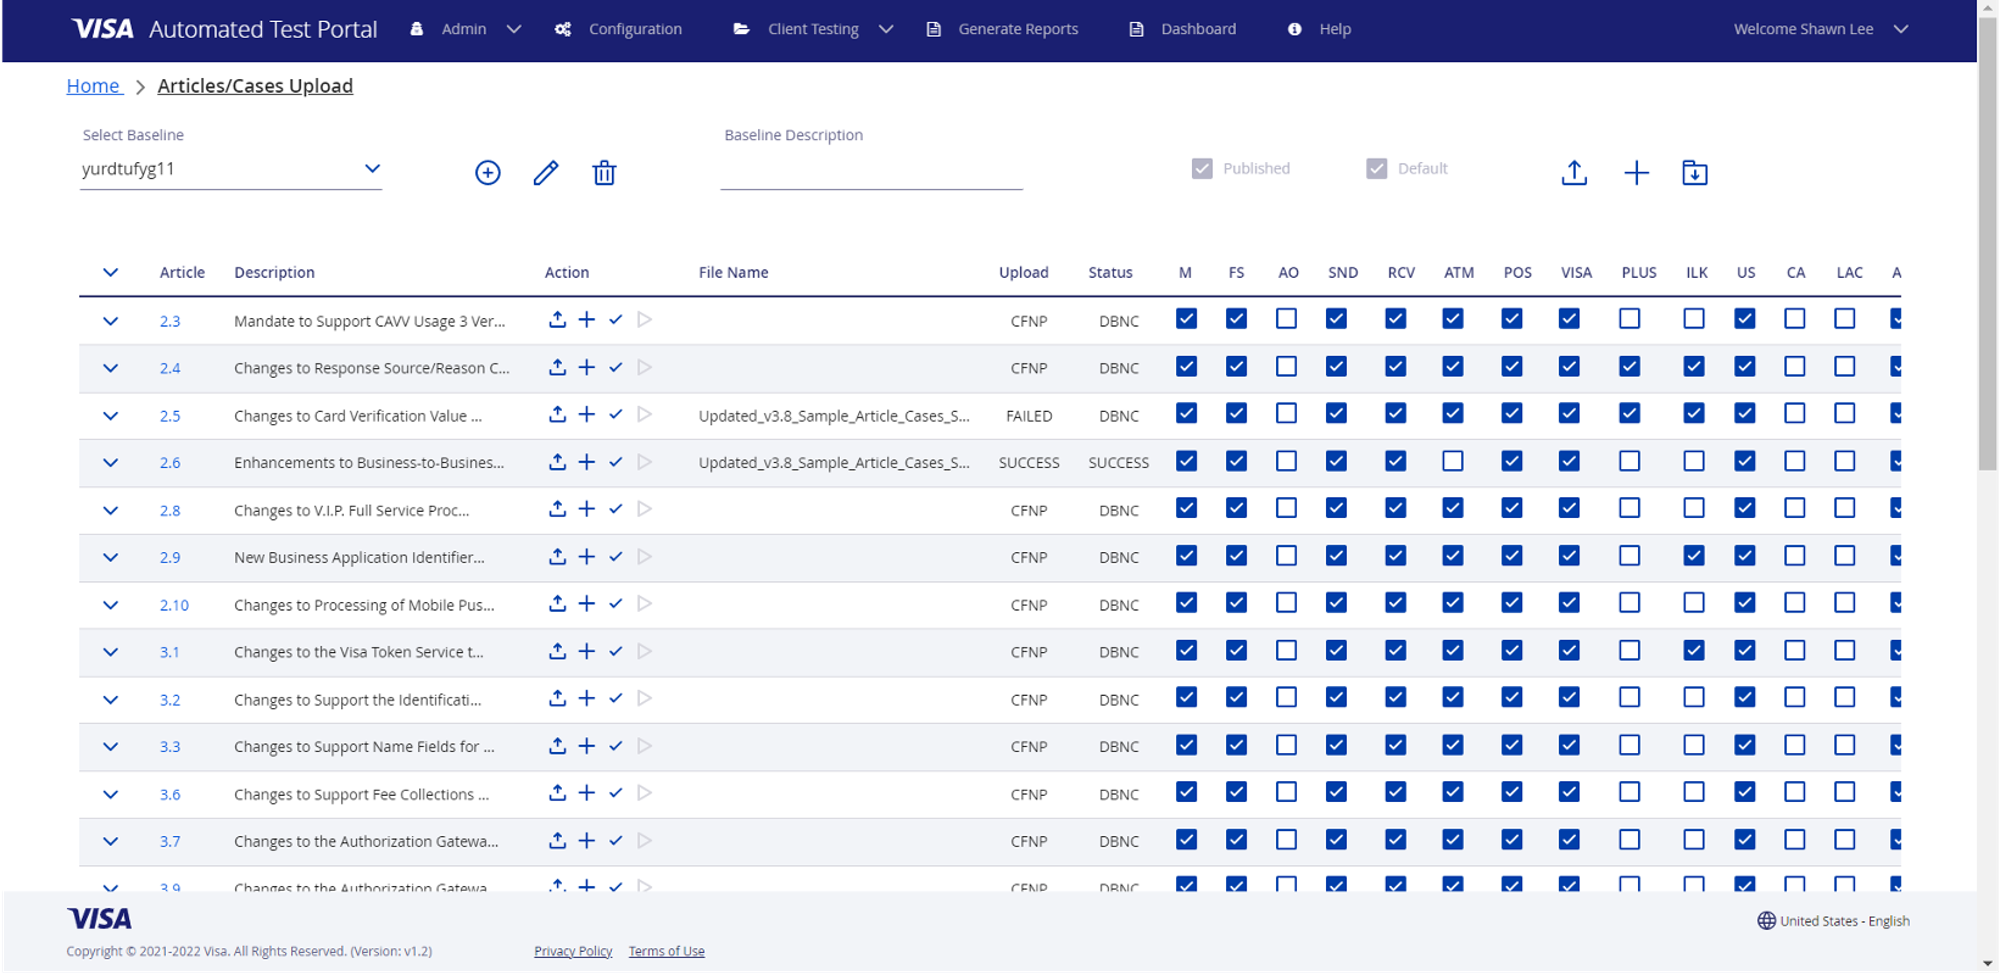 VISA Automated Test Portal Admin Configuration Client Testing Generate Reports Dashboard Help Welcome Shawn Lee
Home > Articles/Cases Upload
Select Baseline Baseline Description
yurdtufyg11 Published Default
Article Description Action File Name Upload Status M FS AO SND RCV ATM POS VISA PLUS ILK US CA LAC A
2.3 Mandate to Support CAVV Usage 3 Ver... CFNP DBNC
2.4 Changes to Response Source/Reason C... CFNP DBNC
2.5 Changes to Card Verification Value ... Updated_v3.8_Sample_Article_Cases_S... FAILED DBNC
2.6 Enhancements to Business-to-Busines... Updated_v3.8_Sample_Article_Cases_S... SUCCESS SUCCESS
2.8 Changes to V.I.P. Full Service Proc... CFNP DBNC
2.9 New Business Application Identifier... CFNP DBNC
2.10 Changes to Processing of Mobile Pus... CFNP DBNC
3.1 Changes to the Visa Token Service t... CFNP DBNC
3.2 Changes to Support the Identificati... CFNP DBNC
3.3 Changes to Support Name Fields for ... CFNP DBNC
3.6 Changes to Support Fee Collections ... CFNP DBNC
3.7 Changes to the Authorization Gatewa... CFNP DBNC
3.9 Changes to the Authorization Gatewa CFNP DBNC
VISA United States - English
Copyright © 2021-2022 Visa. All Rights Reserved. (Version: v1.2) Privacy Policy Terms of Use